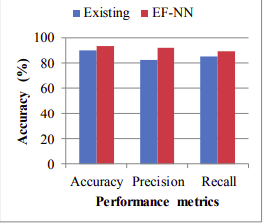 Existing EF-NN
100
80
60
40
20
0
Accuracy (%)
Accuracy Precision Recall
Performance metrics